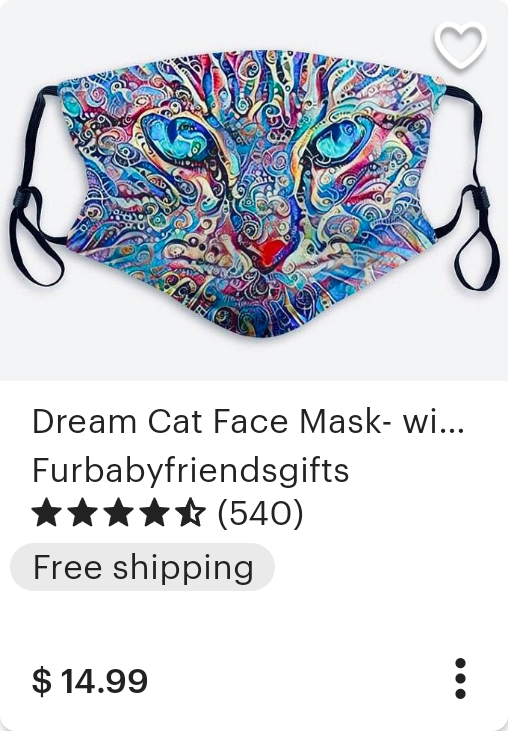 Dream Cat Face Mask- wi...
Furbabyfriendsgifts
(540)
Free shipping
$ 14.99